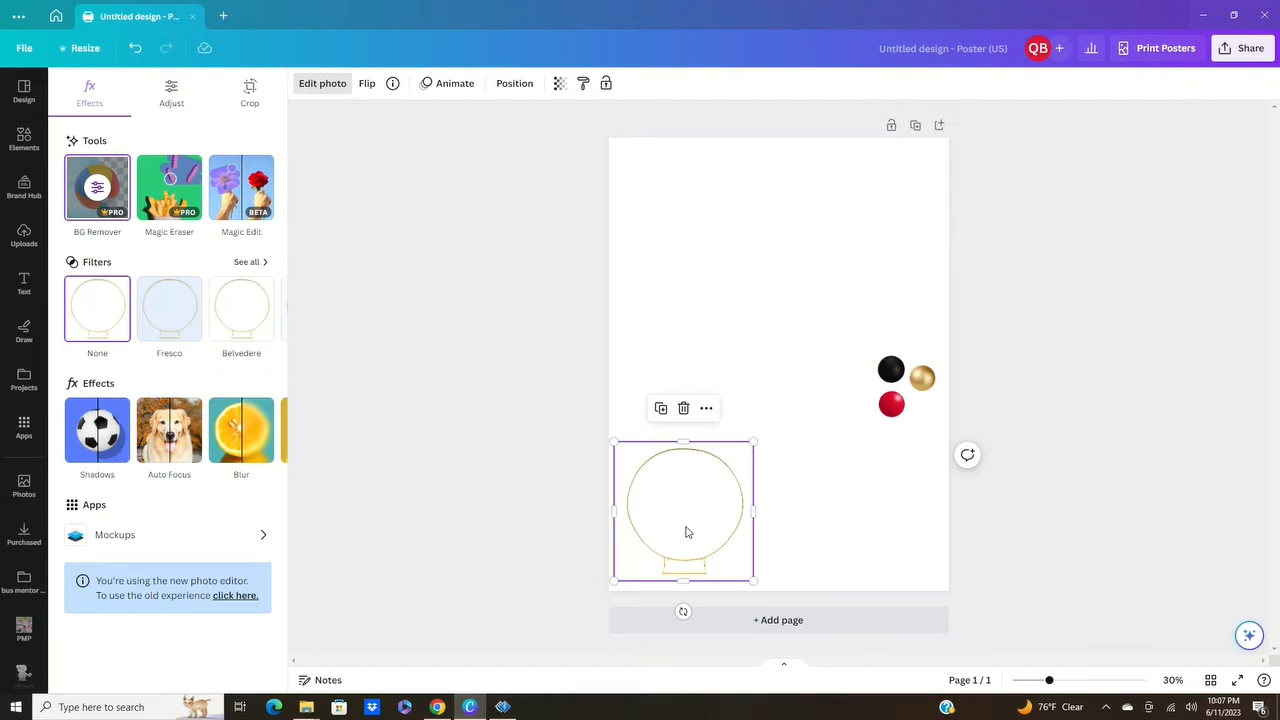 Untitled design - P...
File
Resize
Untitled design - Poster (US)
QB
Print Posters
Share
Design
Elements
Brand Hub
Uploads
Text
Draw
Projects
Apps
Photos
Purchased
bus mentor ...
PMP
Effects
Adjust
Crop
Edit photo
Flip
Animate
Position
Tools
PRO
PRO
BETA
BG Remover
Magic Eraser
Magic Edit
Filters
See all
None
Fresco
Belvedere
fx Effects
Shadows
Auto Focus
Blur
Apps
Mockups
You're using the new photo editor.
To use the old experience click here.
+ Add page
Notes
Page 1 / 1
30%
Type here to search
76°F Clear
10:07 PM
6/11/2023
6